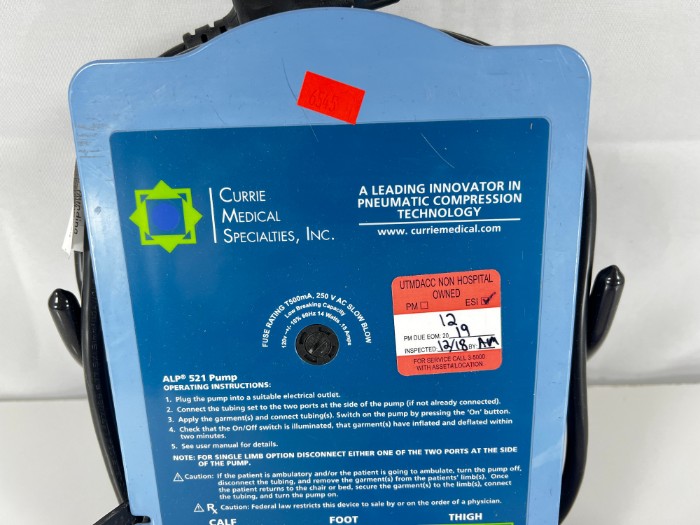 6545
CURRIE
MEDICAL
SPECIALTIES, INC.
A LEADING INNOVATOR IN
PNEUMATIC COMPRESSION
TECHNOLOGY
www. curriemedical.com
UTMDACC NON HOSPITAL
OWNED
PM ESI
12
PM DUE EOM: 20 19
INSPECTED 12/18 BY
FOR SERVICE CALL 2-5000
WITH ASSET#LOCATION
FUSE RATING T500mA, 250 V AC SLOW BLOW
Low Breaking Capacity
120v +/- 10% 60Hz 14 Watts .18 Amps
ALP® 521 Pump
OPERATING INSTRUCTIONS:
1. Plug the pump into a suitable electrical outlet.
2. Connect the tubing set to the two ports at the side of the pump (if not already connected).
3. Apply the garment(s) and connect tubing(s). Switch on the pump by pressing the 'On' button.
4. Check that the On/Off switch is illuminated, that garment(s) have inflated and deflated within
two minutes.
5. See user manual for details.
NOTE: FOR SINGLE LIMB OPTION DISCONNECT EITHER ONE OF THE TWO PORTS AT THE SIDE
OF THE PUMP.
Caution: if the patient is ambulatory and/or the patient is going to ambulate, turn the pump off,
disconnect the tubing, and remove the garment(s) from the patients' limb(s). Once
the patient returns to the chair or bed, secure the garment(s) to the limb(s), connect
the tubing, and turn the pump on.
Rx Caution: Federal law restricts this device to sale by or on the order of a physician.
CALF FOOT THIGH